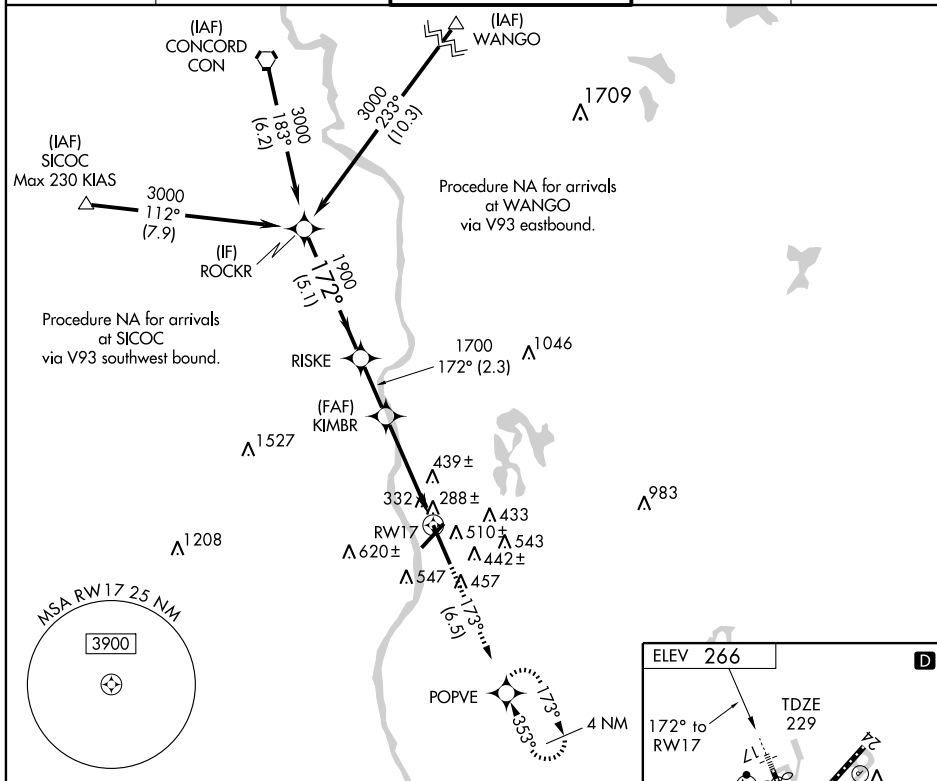 (IAF)
CONCORD
CON
(IAF)
WANGO
3000
183°
(6.2)
3000
233°
(10.3)
1709
(IAF)
SICOC
Max 230 KIAS
3000
112°
(7.9)
Procedure NA for arrivals
at WANGO
via V93 eastbound.
(IF)
ROCKR
1900
172°
(5.1)
Procedure NA for arrivals
at SICOC
via V93 southwest bound.
RISKE
1700
172° (2.3)
1046
(FAF)
KIMBR
1527
439±
332
288±
433
983
RW17
510±
543
1208
620±
442±
547
457
MSA RW17 25 NM
3900
173°
(6.5)
POPVE
173°
353°
4 NM
ELEV 266
D
172° to
RW17
TDZE
229
17
24
P